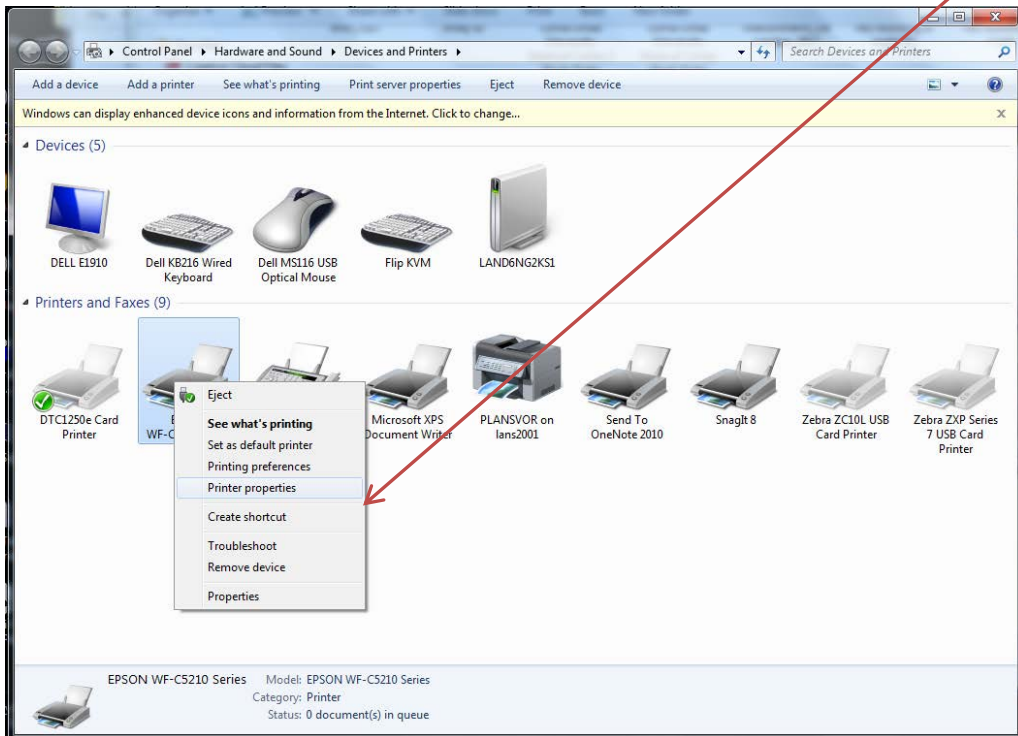 Control Panel ▸ Hardware and Sound ▸ Devices and Printers ▸
Search Devices and Printers
Add a device Add a printer See what's printing Print server properties Eject Remove device
Windows can display enhanced device icons and information from the Internet. Click to change...
Devices (5)
DELL E1910
Dell KB216 Wired
Keyboard
Dell MS116 USB
Optical Mouse
Flip KVM
LAND6NG2KS1
Printers and Faxes (9)
DTC1250e Card
Printer
Microsoft XPS
Document Writer
PLANSVOR on
lans2001
Send To
OneNote 2010
SnagIt 8
Zebra ZC10L USB
Card Printer
Zebra ZXP Series
7 USB Card
Printer
Eject
See what's printing
Set as default printer
Printing preferences
Printer properties
Create shortcut
Troubleshoot
Remove device
Properties
EPSON WF-C5210 Series Model: EPSON WF-C5210 Series
Category: Printer
Status: 0 document(s) in queue